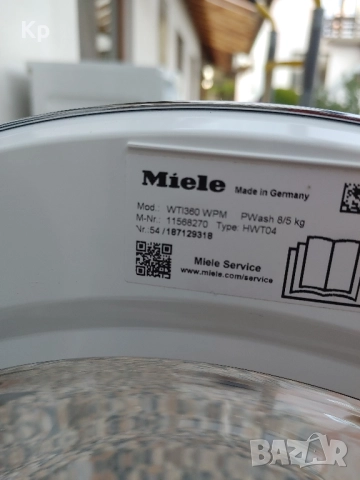 Kp
Miele Made in Germany
Mod.: WTI360 WPM PWash 8/5 kg
M-Nr.: 11568270 Type: HWT04
Nr.:54 /187129318
Miele Service
www.miele.com/service
BAZAR